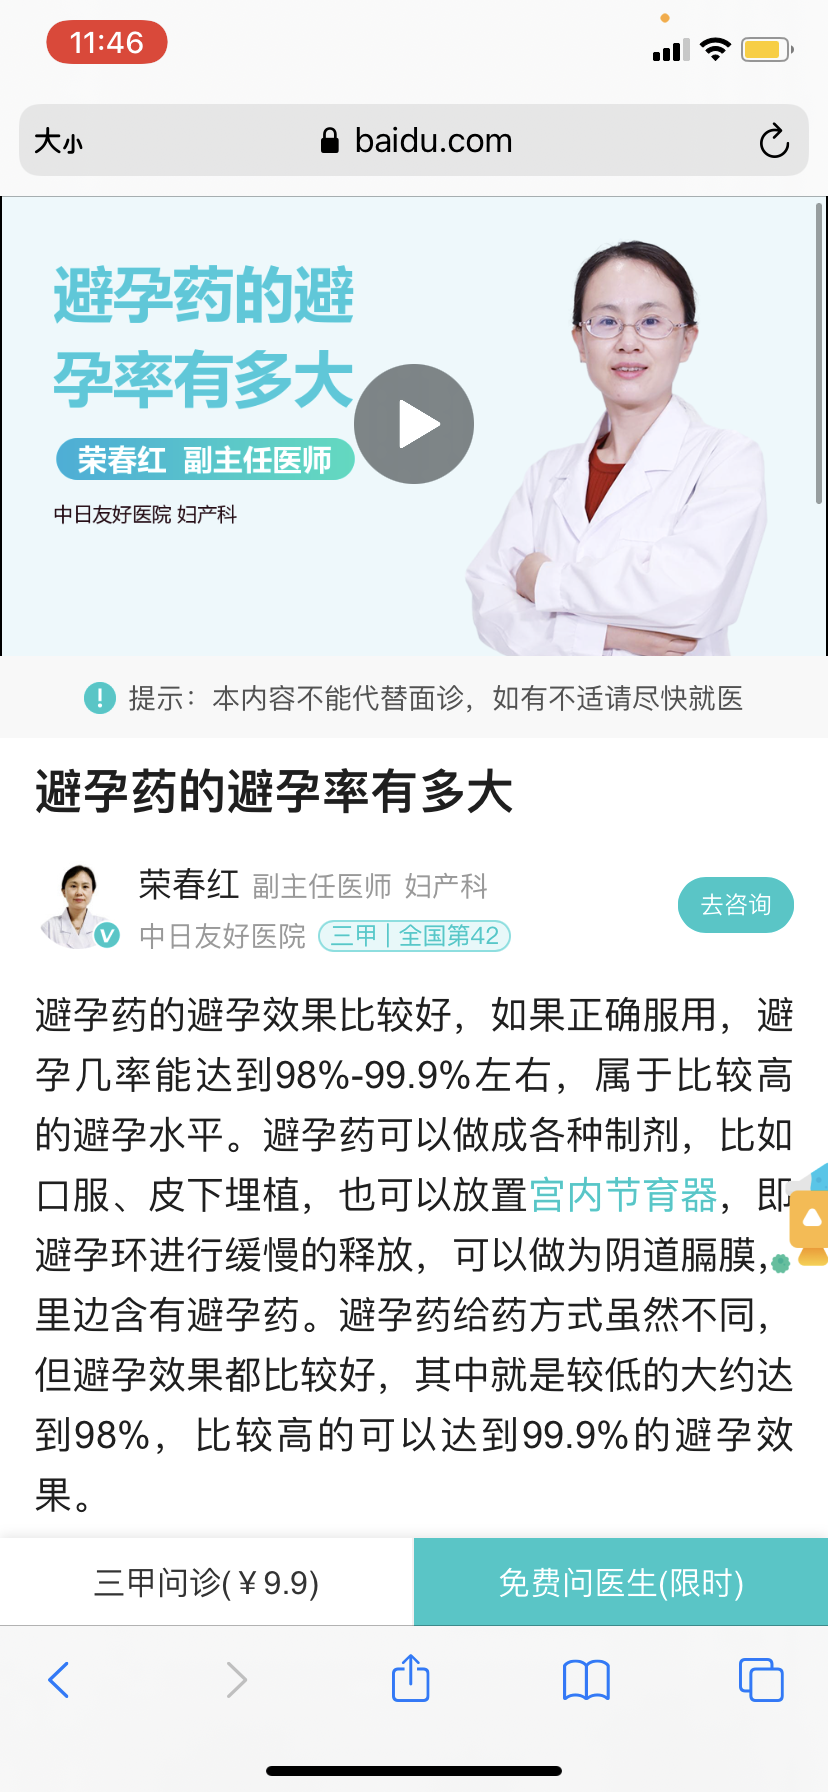 11:46
大小 baidu.com
避孕药的避
孕率有多大
荣春红 副主任医师
中日友好医院 妇产科
提示：本内容不能代替面诊，如有不适请尽快就医
避孕药的避孕率有多大
荣春红 副主任医师 妇产科
去咨询
中日友好医院 三甲 | 全国第42
避孕药的避孕效果比较好，如果正确服用，避
孕几率能达到98%-99.9%左右，属于比较高
的避孕水平。避孕药可以做成各种制剂，比如
口服、皮下埋植，也可以放置宫内节育器，即
避孕环进行缓慢的释放，可以做为阴道膈膜，
里边含有避孕药。避孕药给药方式虽然不同，
但避孕效果都比较好，其中就是较低的大约达
到98%，比较高的可以达到99.9%的避孕效
果。
三甲问诊(￥9.9) 免费问医生(限时)